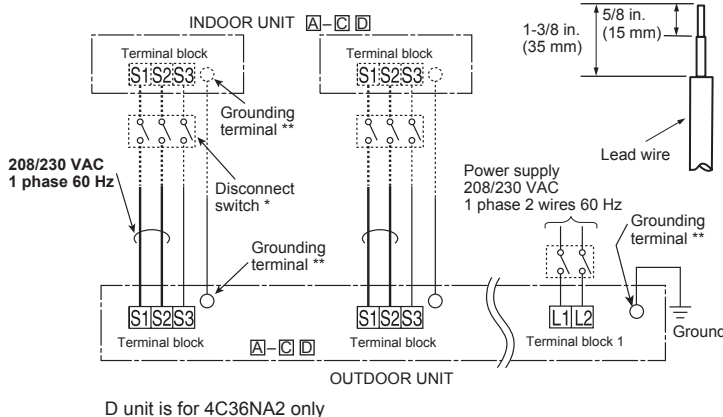 INDOOR UNIT A–C D
Terminal block
S1 S2 S3
Grounding
terminal **
208/230 VAC
1 phase 60 Hz
Disconnect
switch *
Grounding
terminal **
S1 S2 S3
Terminal block
A–C D
Terminal block
S1 S2 S3
S1 S2 S3
Terminal block
Power supply
208/230 VAC
1 phase 2 wires 60 Hz
Grounding
terminal **
L1 L2
Terminal block 1
Ground
OUTDOOR UNIT
1-3/8 in.
(35 mm)
5/8 in.
(15 mm)
Lead wire
D unit is for 4C36NA2 only